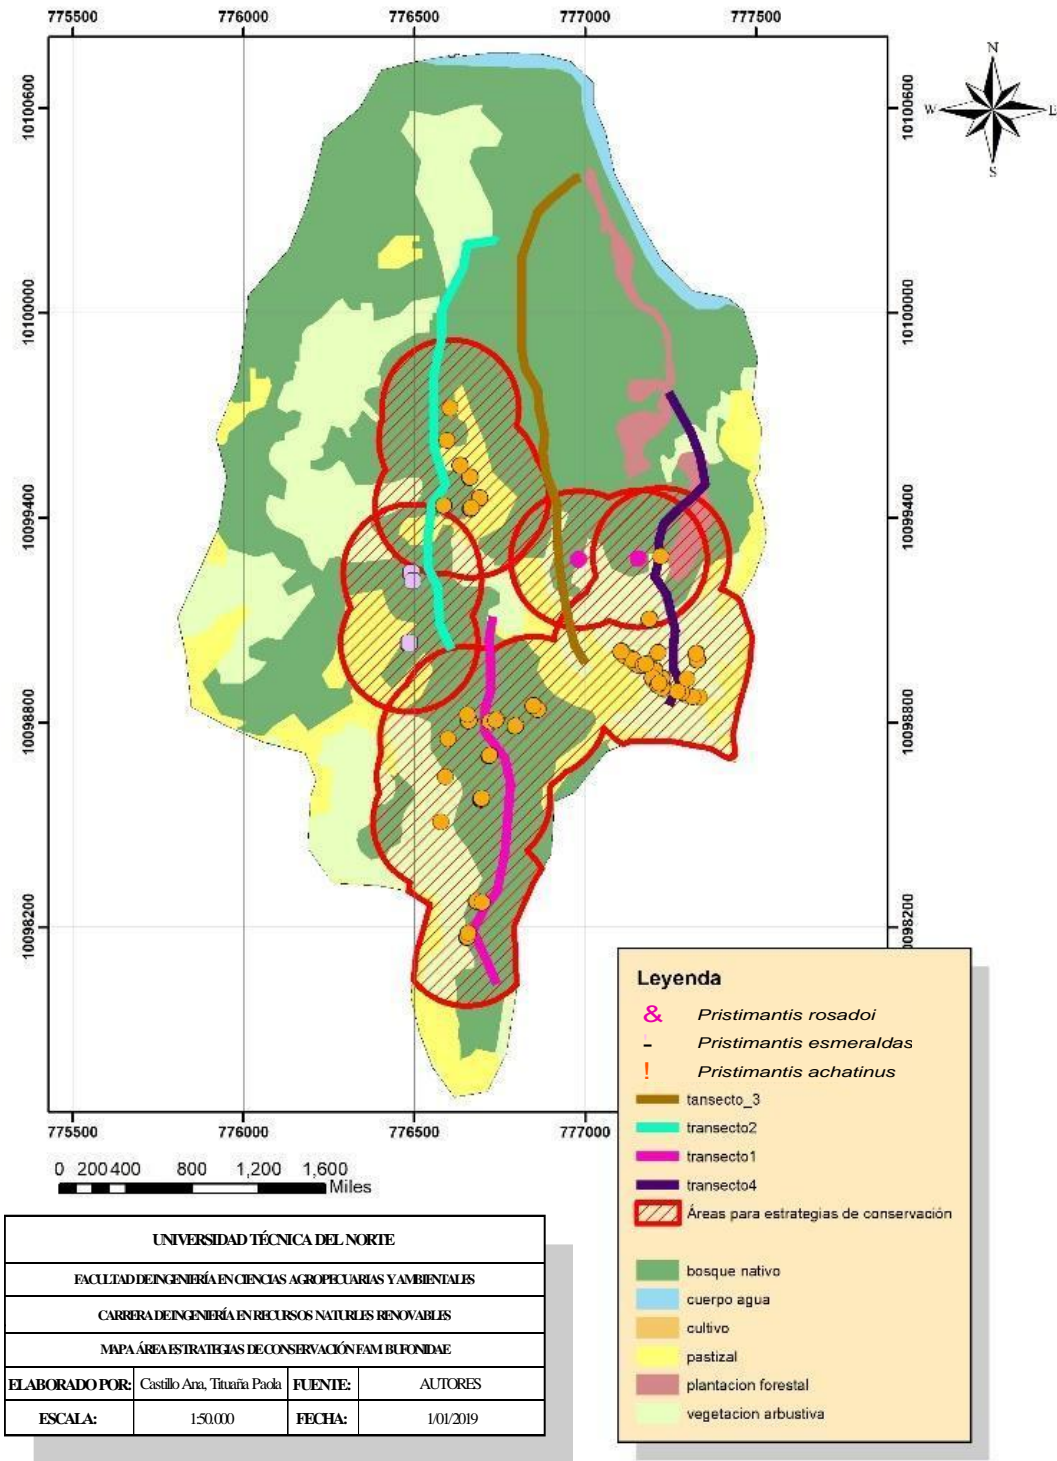 775500 776000 776500 777000 777500
N
W E
S
10100600 10100600
10100000 10100000
10099400 10099400
10098800 10098800
10098200 10098200
775500 776000 776500 777000
Leyenda
& Pristimantis rosadoi
- Pristimantis esmeraldas
! Pristimantis achatinus
tansecto_3
transecto2
transecto1
transecto4
Áreas para estrategias de conservación
bosque nativo
cuerpo agua
cultivo
pastizal
plantacion forestal
vegetacion arbustiva
0 200 400 800 1,200 1,600
Miles
UNIVERSIDAD TÉCNICA DEL NORTE
FACULTAD DE INGENIERÍA EN CIENCIAS AGROPECUARIAS Y AMBIENTALES
CARRERA DE INGENIERÍA EN RECURSOS NATURLES RENOVABLES
MAPA ÁREA ESTRATEGIAS DE CONSERVACIÓN FAM. BUFONIDAE
ELABORADO POR: Castillo Ana, Tituaña Paola FUENTE: AUTORES
ESCALA: 1:50.000 FECHA: 1/01/2019